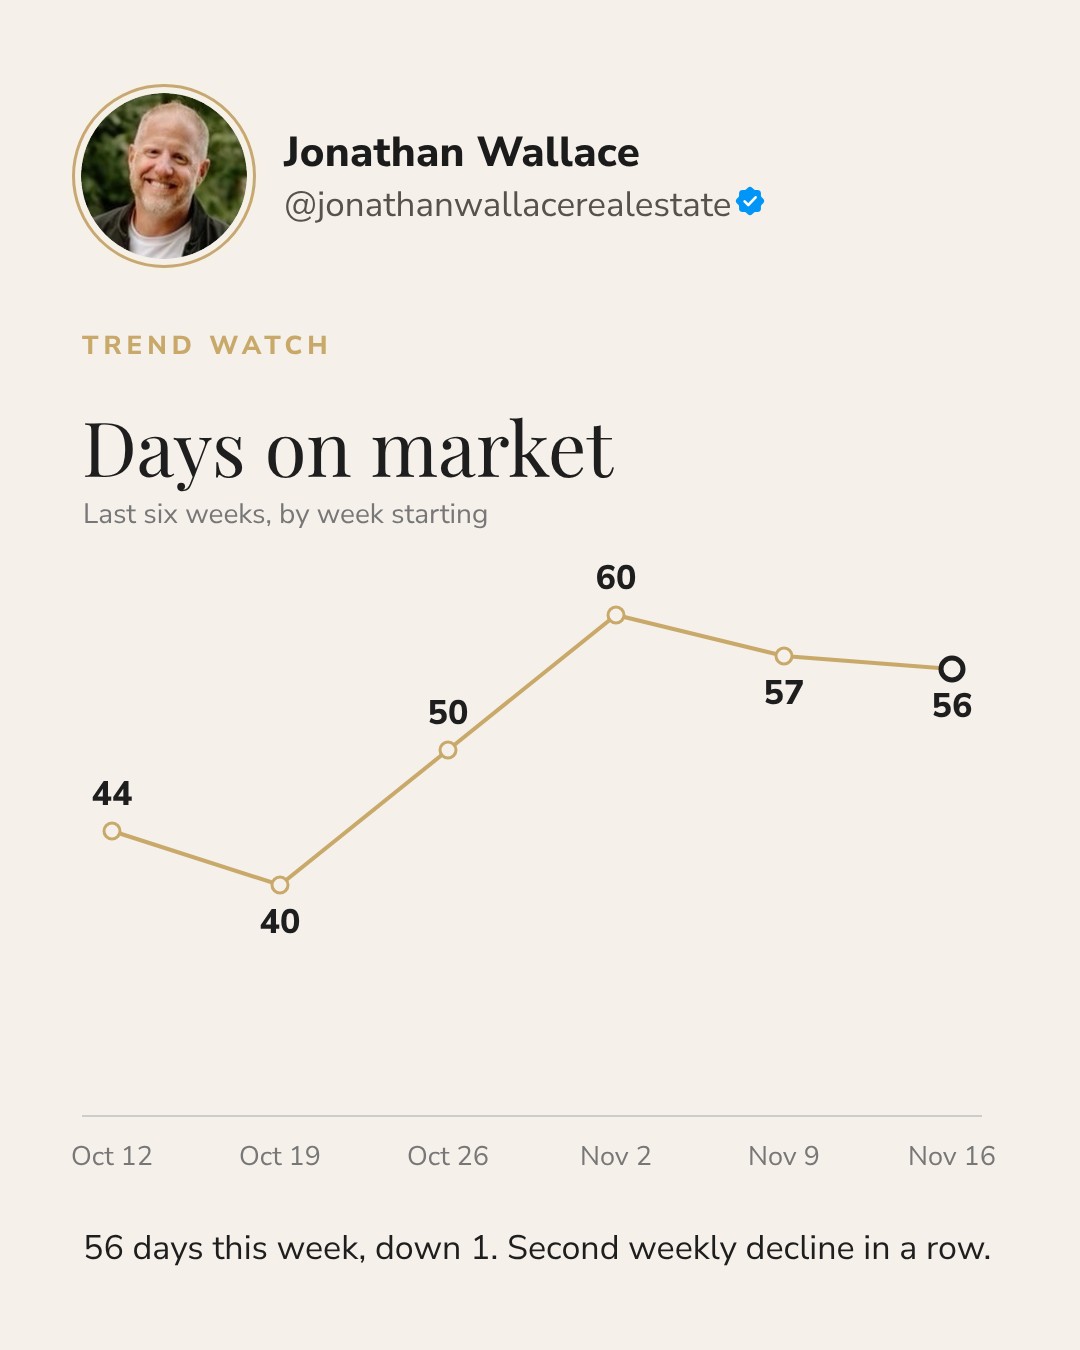 Jonathan Wallace
@jonathanwallacerealestate
TREND WATCH
Days on market
Last six weeks, by week starting
60
57
56
50
44
40
Oct 12 Oct 19 Oct 26 Nov 2 Nov 9 Nov 16
56 days this week, down 1. Second weekly decline in a row.